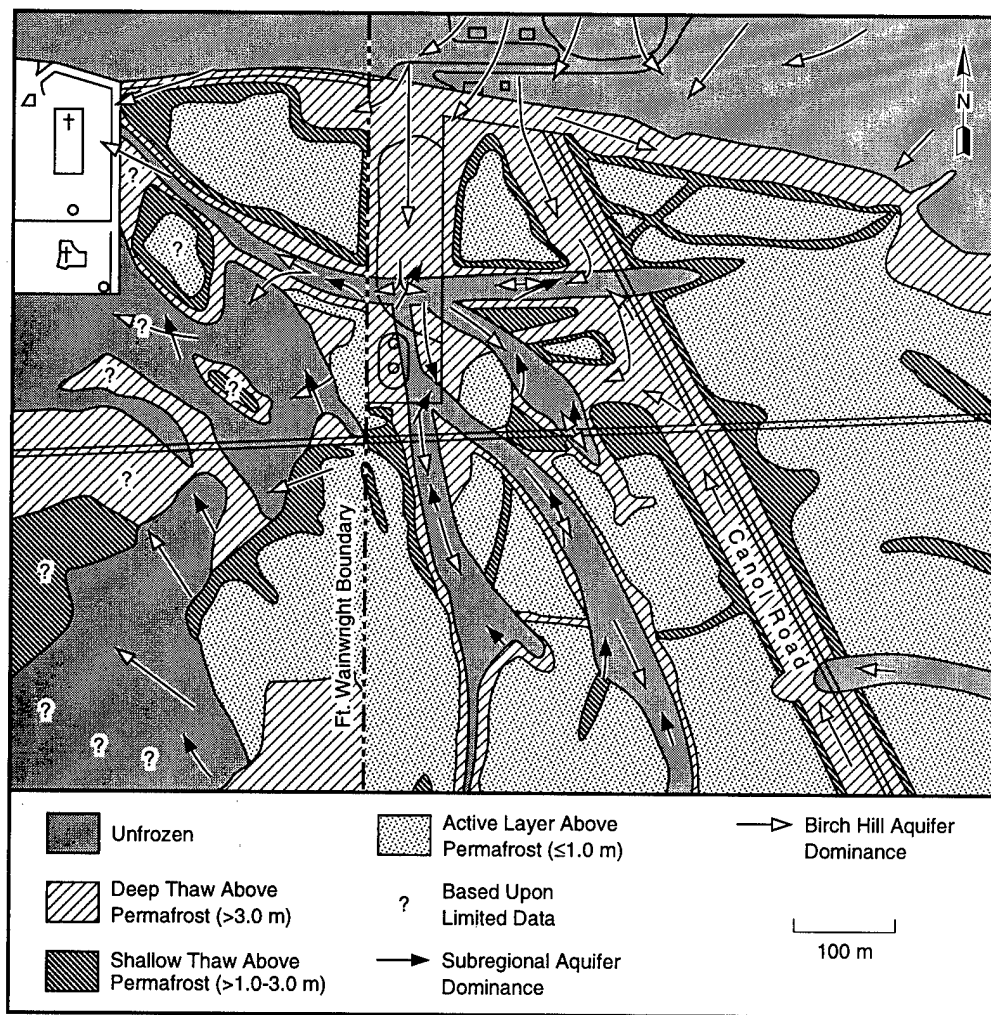 N
?
?
?
?
?
?
?
?
?
?
Ft. Wainwright Boundary
Canol Road
Unfrozen
Deep Thaw Above
Permafrost (>3.0 m)
Shallow Thaw Above
Permafrost (>1.0-3.0 m)
Active Layer Above
Permafrost (≤1.0 m)
?
Based Upon
Limited Data
Subregional Aquifer
Dominance
Birch Hill Aquifer
Dominance
100 m